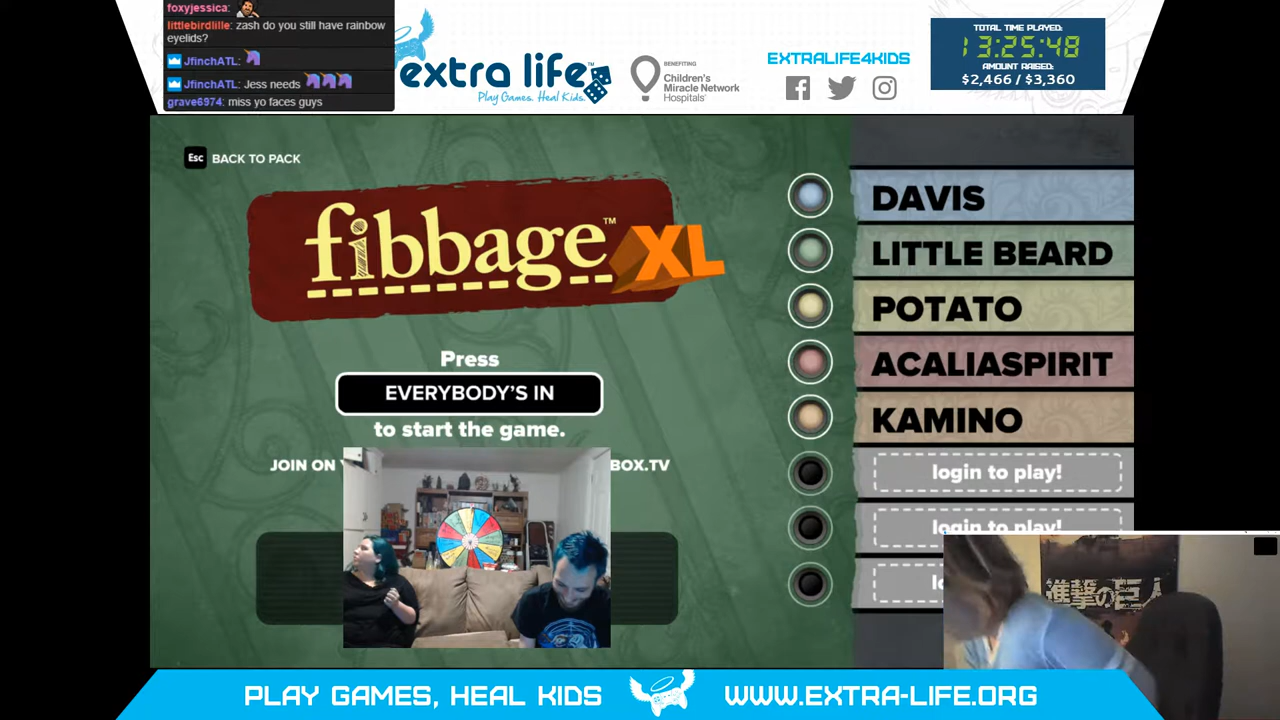 foxyjessica:
littlebirdlille: zash do you still have rainbow
eyelids?
JfinchATL:
JfinchATL: Jess needs
grave6974: miss yo faces guys
extra life™
Play Games. Heal Kids.
BENEFITING
Children's
Miracle Network
Hospitals
EXTRALIFE4KIDS
TOTAL TIME PLAYED:
13:25:48
AMOUNT RAISED:
$2,466 / $3,360
Esc BACK TO PACK
fibbage™ XL
Press
EVERYBODY'S IN
to start the game.
JOIN ON
BOX.TV
DAVIS
LITTLE BEARD
POTATO
ACALIASPIRIT
KAMINO
login to play!
login to play!
lo
進撃の巨人
PLAY GAMES, HEAL KIDS
WWW.EXTRA-LIFE.ORG